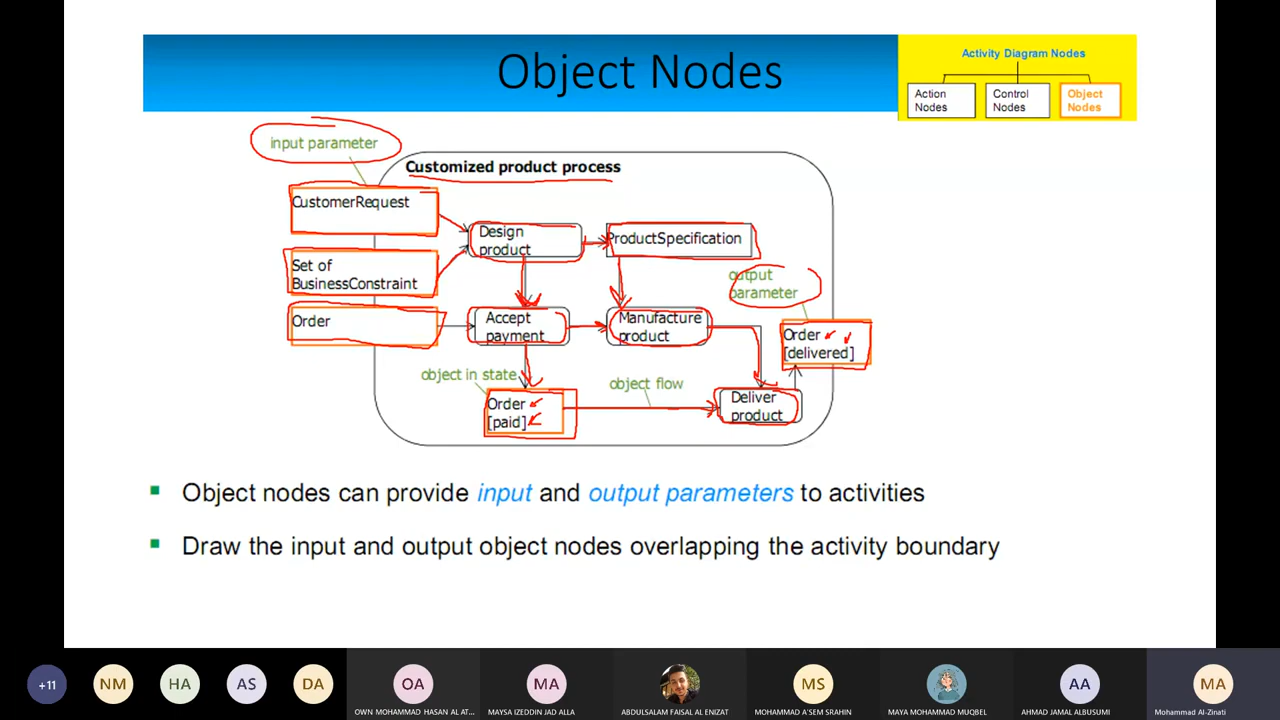 Object Nodes
Activity Diagram Nodes
Action
Nodes
Control
Nodes
Object
Nodes
input parameter
Customized product process
CustomerRequest
Design
product
ProductSpecification
Set of
BusinessConstraint
output
parameter
Order
Accept
payment
Manufacture
product
Order
[delivered]
object in state
object flow
Order
[paid]
Deliver
product
Object nodes can provide input and output parameters to activities
Draw the input and output object nodes overlapping the activity boundary
+11
NM
HA
AS
DA
OA
MA
MS
AA
MA
OWN MOHAMMAD HASAN AL AT...
MAYSA IZEDDIN JAD ALLA
ABDULSALAM FAISAL AL ENIZAT
MOHAMMAD A'SEM SRAHIN
MAYA MOHAMMAD MUQBEL
AHMAD JAMAL ALBUSUMI
Mohammad Al-Zinati